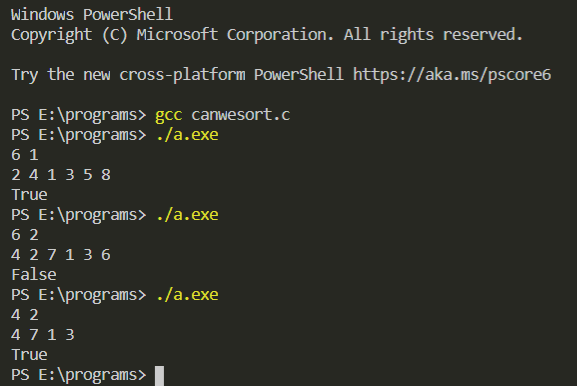 Windows PowerShell
Copyright (C) Microsoft Corporation. All rights reserved.
Try the new cross-platform PowerShell https://aka.ms/pscore6
PS E:\programs> gcc canwesort.c
PS E:\programs> ./a.exe
6 1
2 4 1 3 5 8
True
PS E:\programs> ./a.exe
6 2
4 2 7 1 3 6
False
PS E:\programs> ./a.exe
4 2
4 7 1 3
True
PS E:\programs>